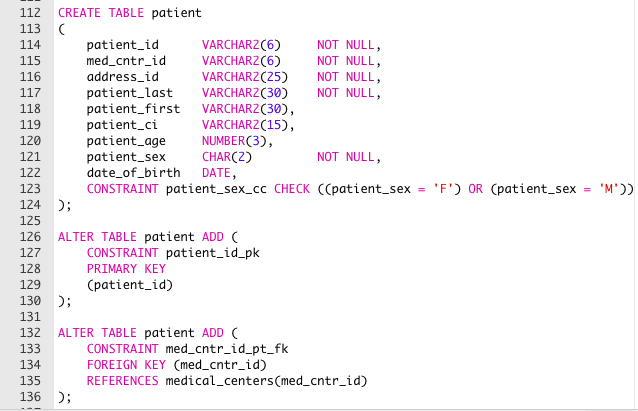 112 CREATE TABLE patient
113 (
114 patient_id VARCHAR2(6) NOT NULL,
115 med_cntr_id VARCHAR2(6) NOT NULL,
116 address_id VARCHAR2(25) NOT NULL,
117 patient_last VARCHAR2(30) NOT NULL,
118 patient_first VARCHAR2(30),
119 patient_ci VARCHAR2(15),
120 patient_age NUMBER(3),
121 patient_sex CHAR(2) NOT NULL,
122 date_of_birth DATE,
123 CONSTRAINT patient_sex_cc CHECK ((patient_sex = 'F') OR (patient_sex = 'M'))
124 );
125
126 ALTER TABLE patient ADD (
127 CONSTRAINT patient_id_pk
128 PRIMARY KEY
129 (patient_id)
130 );
131
132 ALTER TABLE patient ADD (
133 CONSTRAINT med_cntr_id_pt_fk
134 FOREIGN KEY (med_cntr_id)
135 REFERENCES medical_centers(med_cntr_id)
136 );